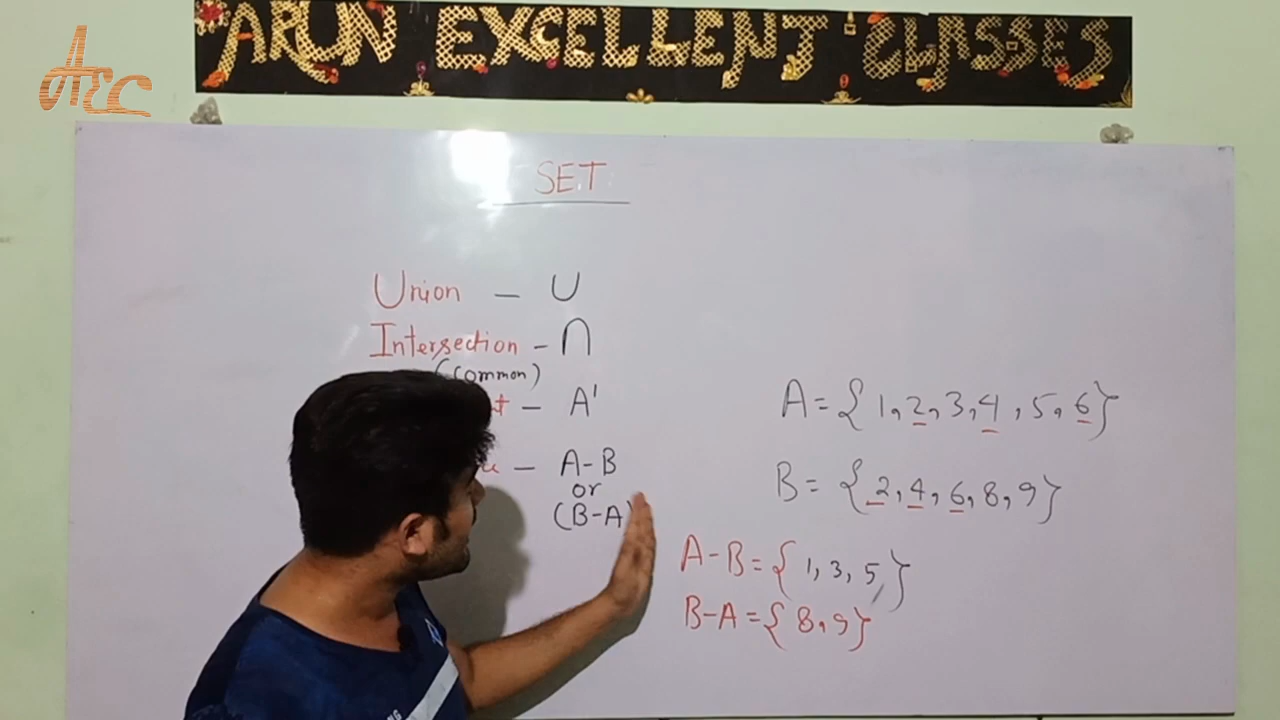 ARUN EXCELLENT CLASSES
SET
Union - U
Intersection - ∩
(Common)
- A'
- A-B
or
(B-A)
A = {1, 2, 3, 4, 5, 6}
B = {2, 4, 6, 8, 9}
A-B = {1, 3, 5}
B-A = {8, 9}